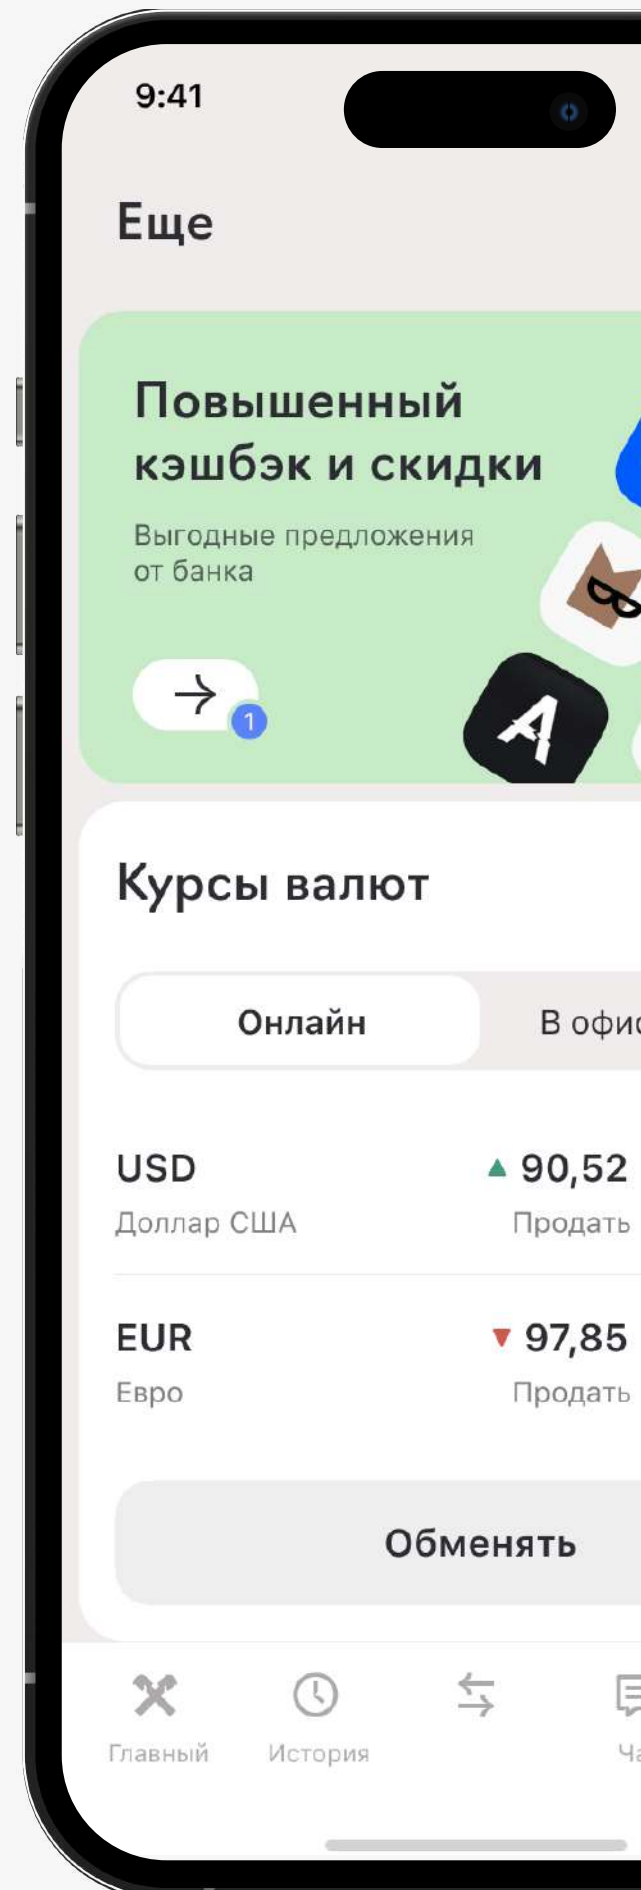 9:41
Еще
Повышенный
кэшбэк и скидки
Выгодные предложения
от банка
1
A
Курсы валют
Онлайн В офис
USD 90,52
Доллар США Продать
EUR 97,85
Евро Продать
Обменять
Главный История